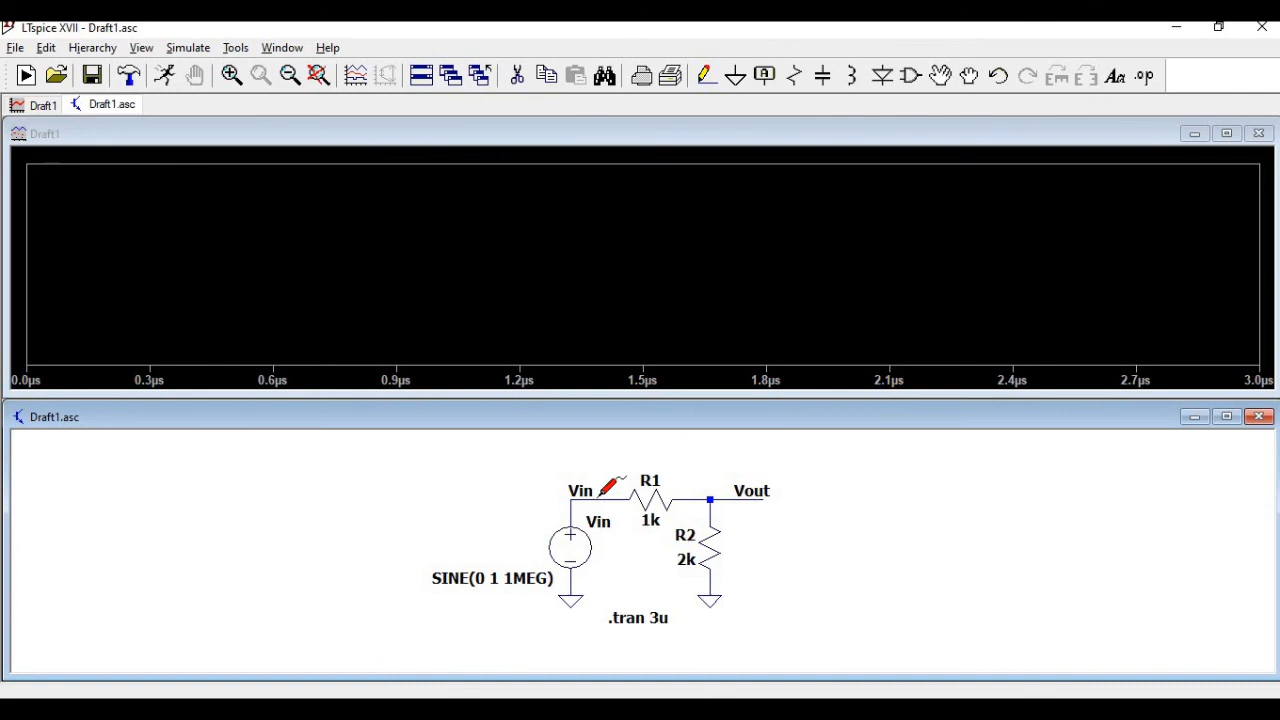 LTspice XVII - Draft1.asc
File Edit Hierarchy View Simulate Tools Window Help
Aa .op
Draft1 Draft1.asc
Draft1
0.0µs 0.3µs 0.6µs 0.9µs 1.2µs 1.5µs 1.8µs 2.1µs 2.4µs 2.7µs 3.0µs
Draft1.asc
R1
Vin Vout
1k
Vin
R2
2k
SINE(0 1 1MEG)
.tran 3u